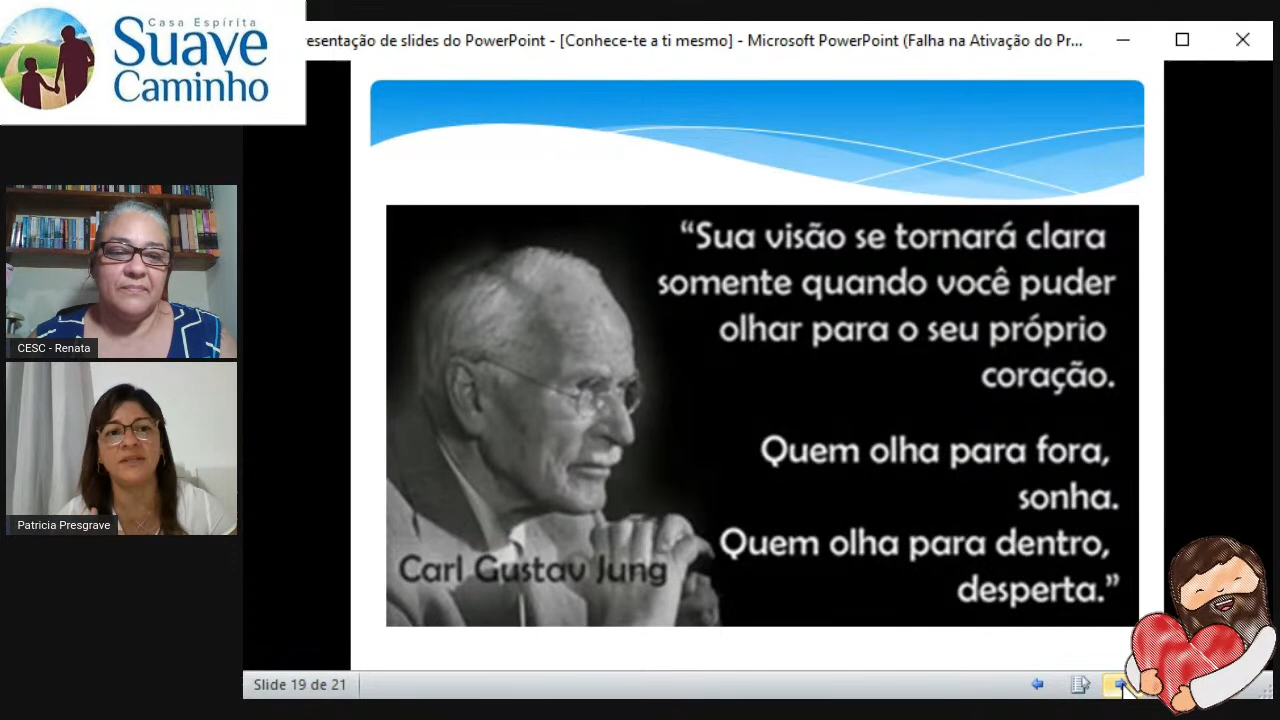 Casa Espírita
Suave
Caminho
resentação de slides do PowerPoint - [Conhece-te a ti mesmo] - Microsoft PowerPoint (Falha na Ativação do Pr...
CESC - Renata
Patricia Presgrave
“Sua visão se tornará clara
somente quando você puder
olhar para o seu próprio
coração.
Quem olha para fora,
sonha.
Quem olha para dentro,
desperta.”
Carl Gustav Jung
Slide 19 de 21